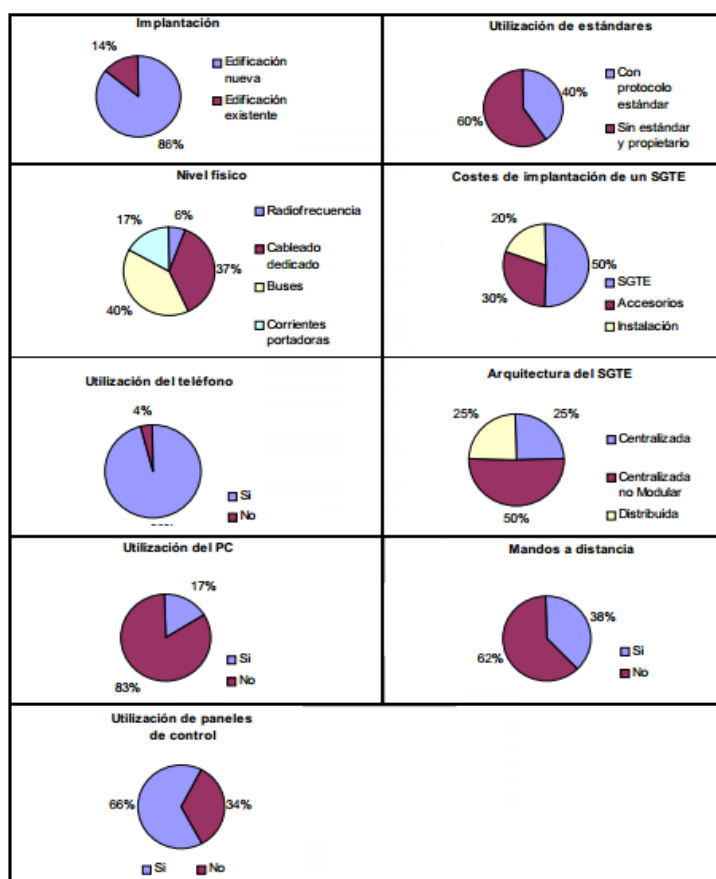 Implantación
14%
Edificación
nueva
Edificación
existente
86%
Utilización de estándares
Con
protocolo
estándar
40%
60%
Sin estándar
y propietario
Nivel físico
17%
6%
Radiofrecuencia
Cableado
dedicado
37%
Buses
40%
Corrientes
portadoras
Costes de implantación de un SGTE
20%
50%
SGTE
30%
Accesorios
Instalación
Utilización del teléfono
4%
Si
No
Arquitectura del SGTE
25%
25%
Centralizada
Centralizada
no Modular
50%
Distribuida
Utilización del PC
17%
Si
83%
No
Mandos a distancia
38%
Si
62%
No
Utilización de paneles
de control
66%
34%
Si No